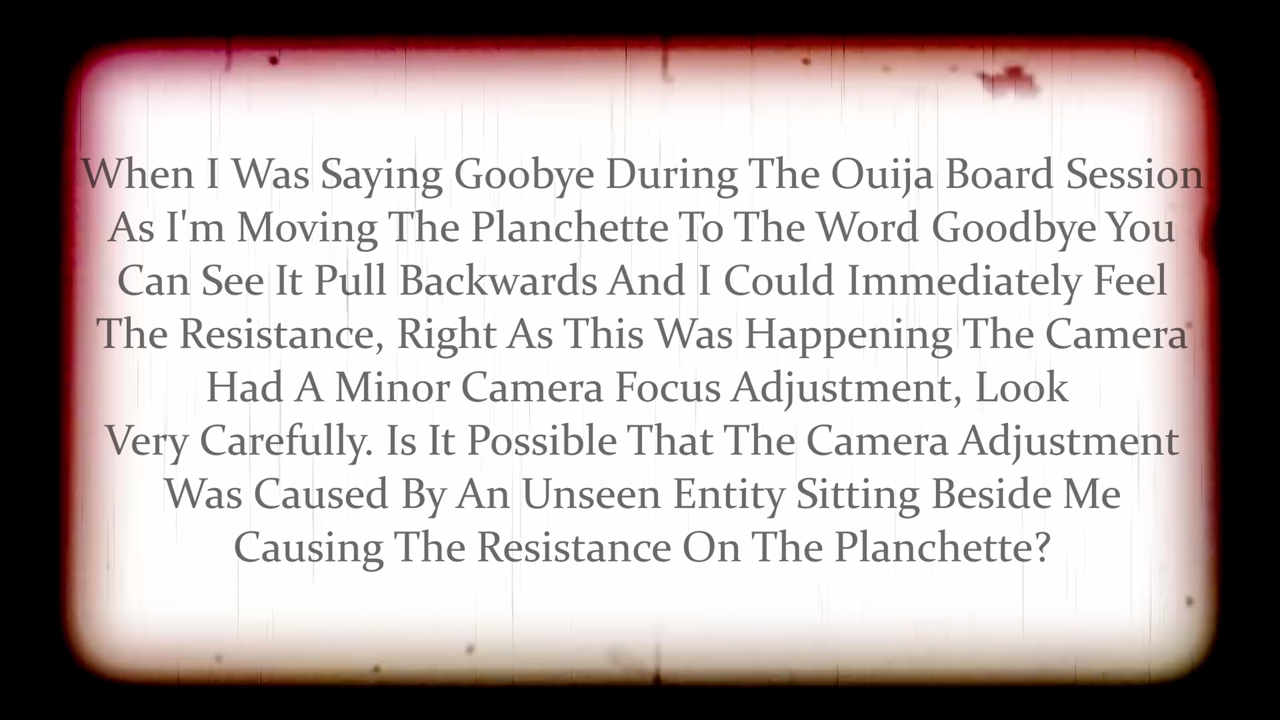 When I Was Saying Goobye During The Ouija Board Session
As I'm Moving The Planchette To The Word Goodbye You
Can See It Pull Backwards And I Could Immediately Feel
The Resistance, Right As This Was Happening The Camera
Had A Minor Camera Focus Adjustment, Look
Very Carefully. Is It Possible That The Camera Adjustment
Was Caused By An Unseen Entity Sitting Beside Me
Causing The Resistance On The Planchette?